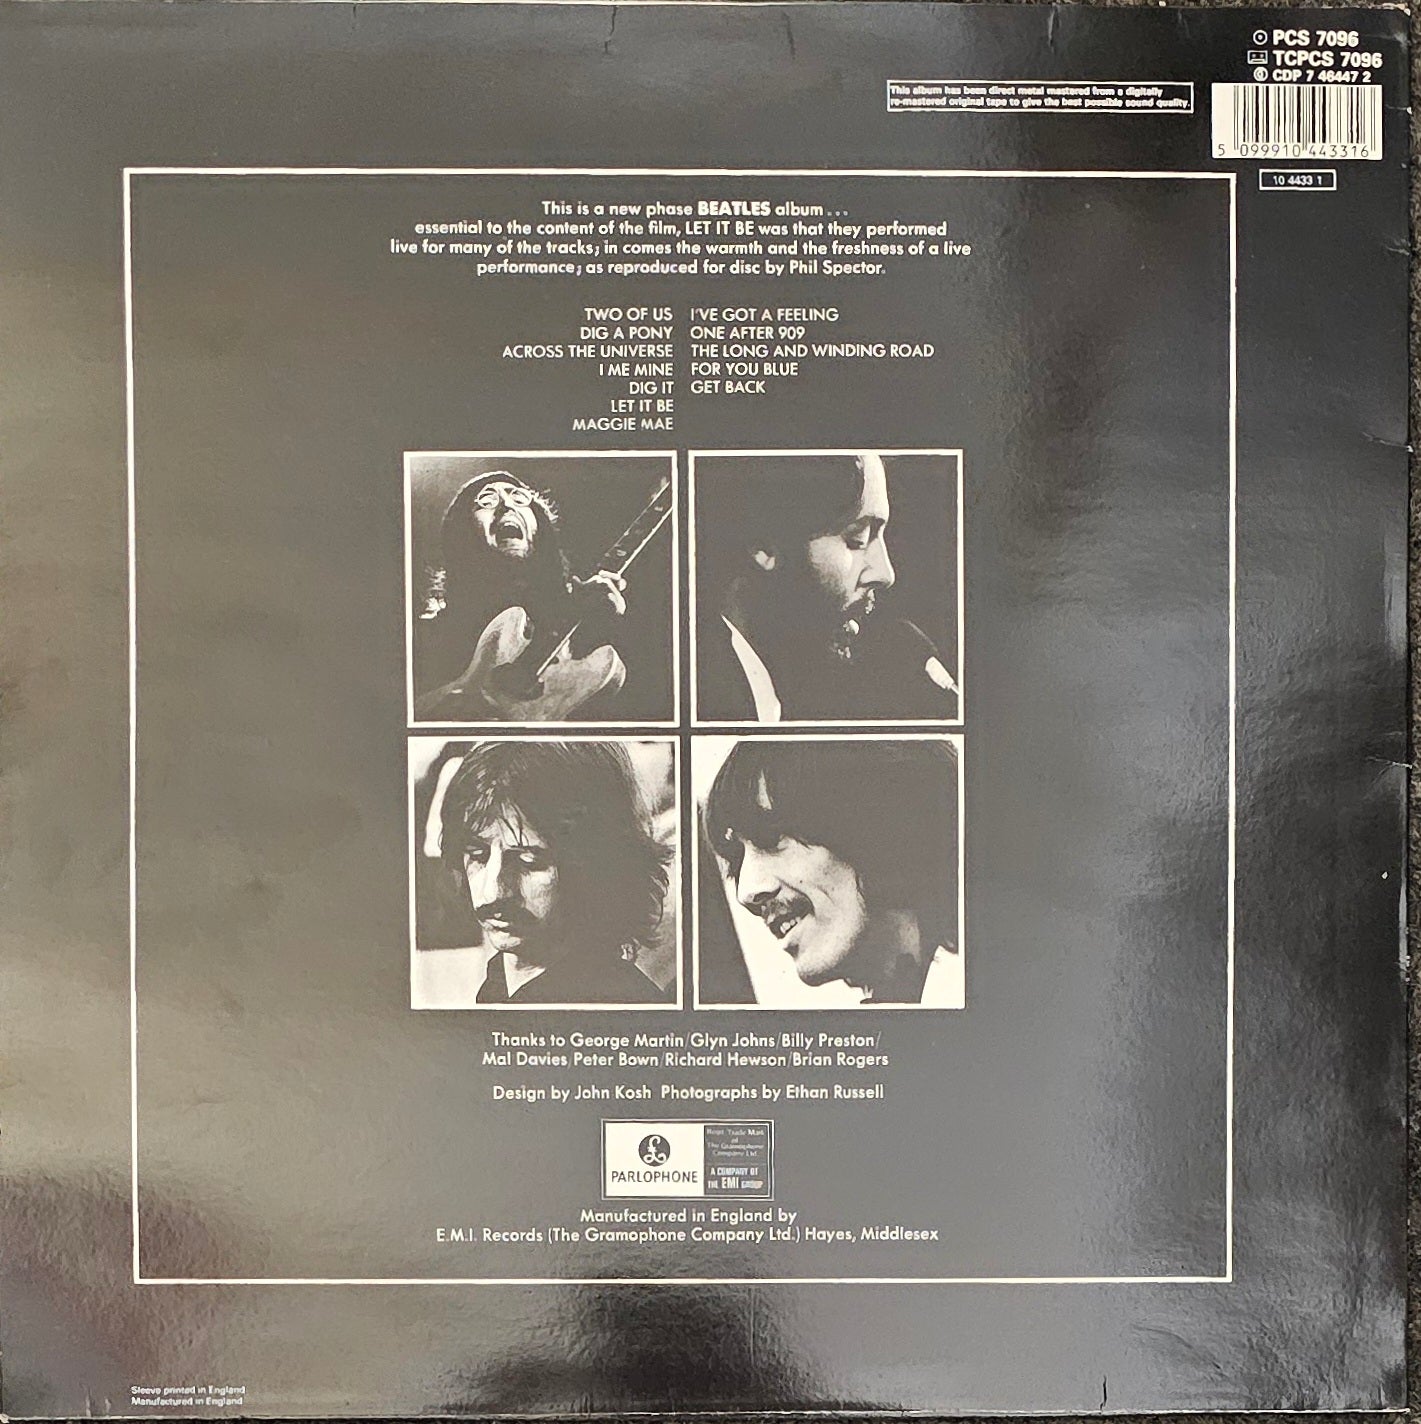 PCS 7096
TCPCS 7096
CDP 7 46447 2
This album has been direct metal mastered from a digitally
re-mastered original tape to give the best possible sound quality.
5 099910 443316
10 4433 1
This is a new phase BEATLES album . . .
essential to the content of the film, LET IT BE was that they performed
live for many of the tracks; in comes the warmth and the freshness of a live
performance; as reproduced for disc by Phil Spector.
TWO OF US I'VE GOT A FEELING
DIG A PONY ONE AFTER 909
ACROSS THE UNIVERSE THE LONG AND WINDING ROAD
I ME MINE FOR YOU BLUE
DIG IT GET BACK
LET IT BE
MAGGIE MAE
Thanks to George Martin/Glyn Johns/Billy Preston/
Mal Davies/Peter Bown/Richard Hewson/Brian Rogers
Design by John Kosh Photographs by Ethan Russell
£
PARLOPHONE
Regd. Trade Mark
of
The Gramophone
Company Ltd.
A COMPANY OF
THE EMI GROUP
Manufactured in England by
E.M.I. Records (The Gramophone Company Ltd.) Hayes, Middlesex
Sleeve printed in England
Manufactured in England